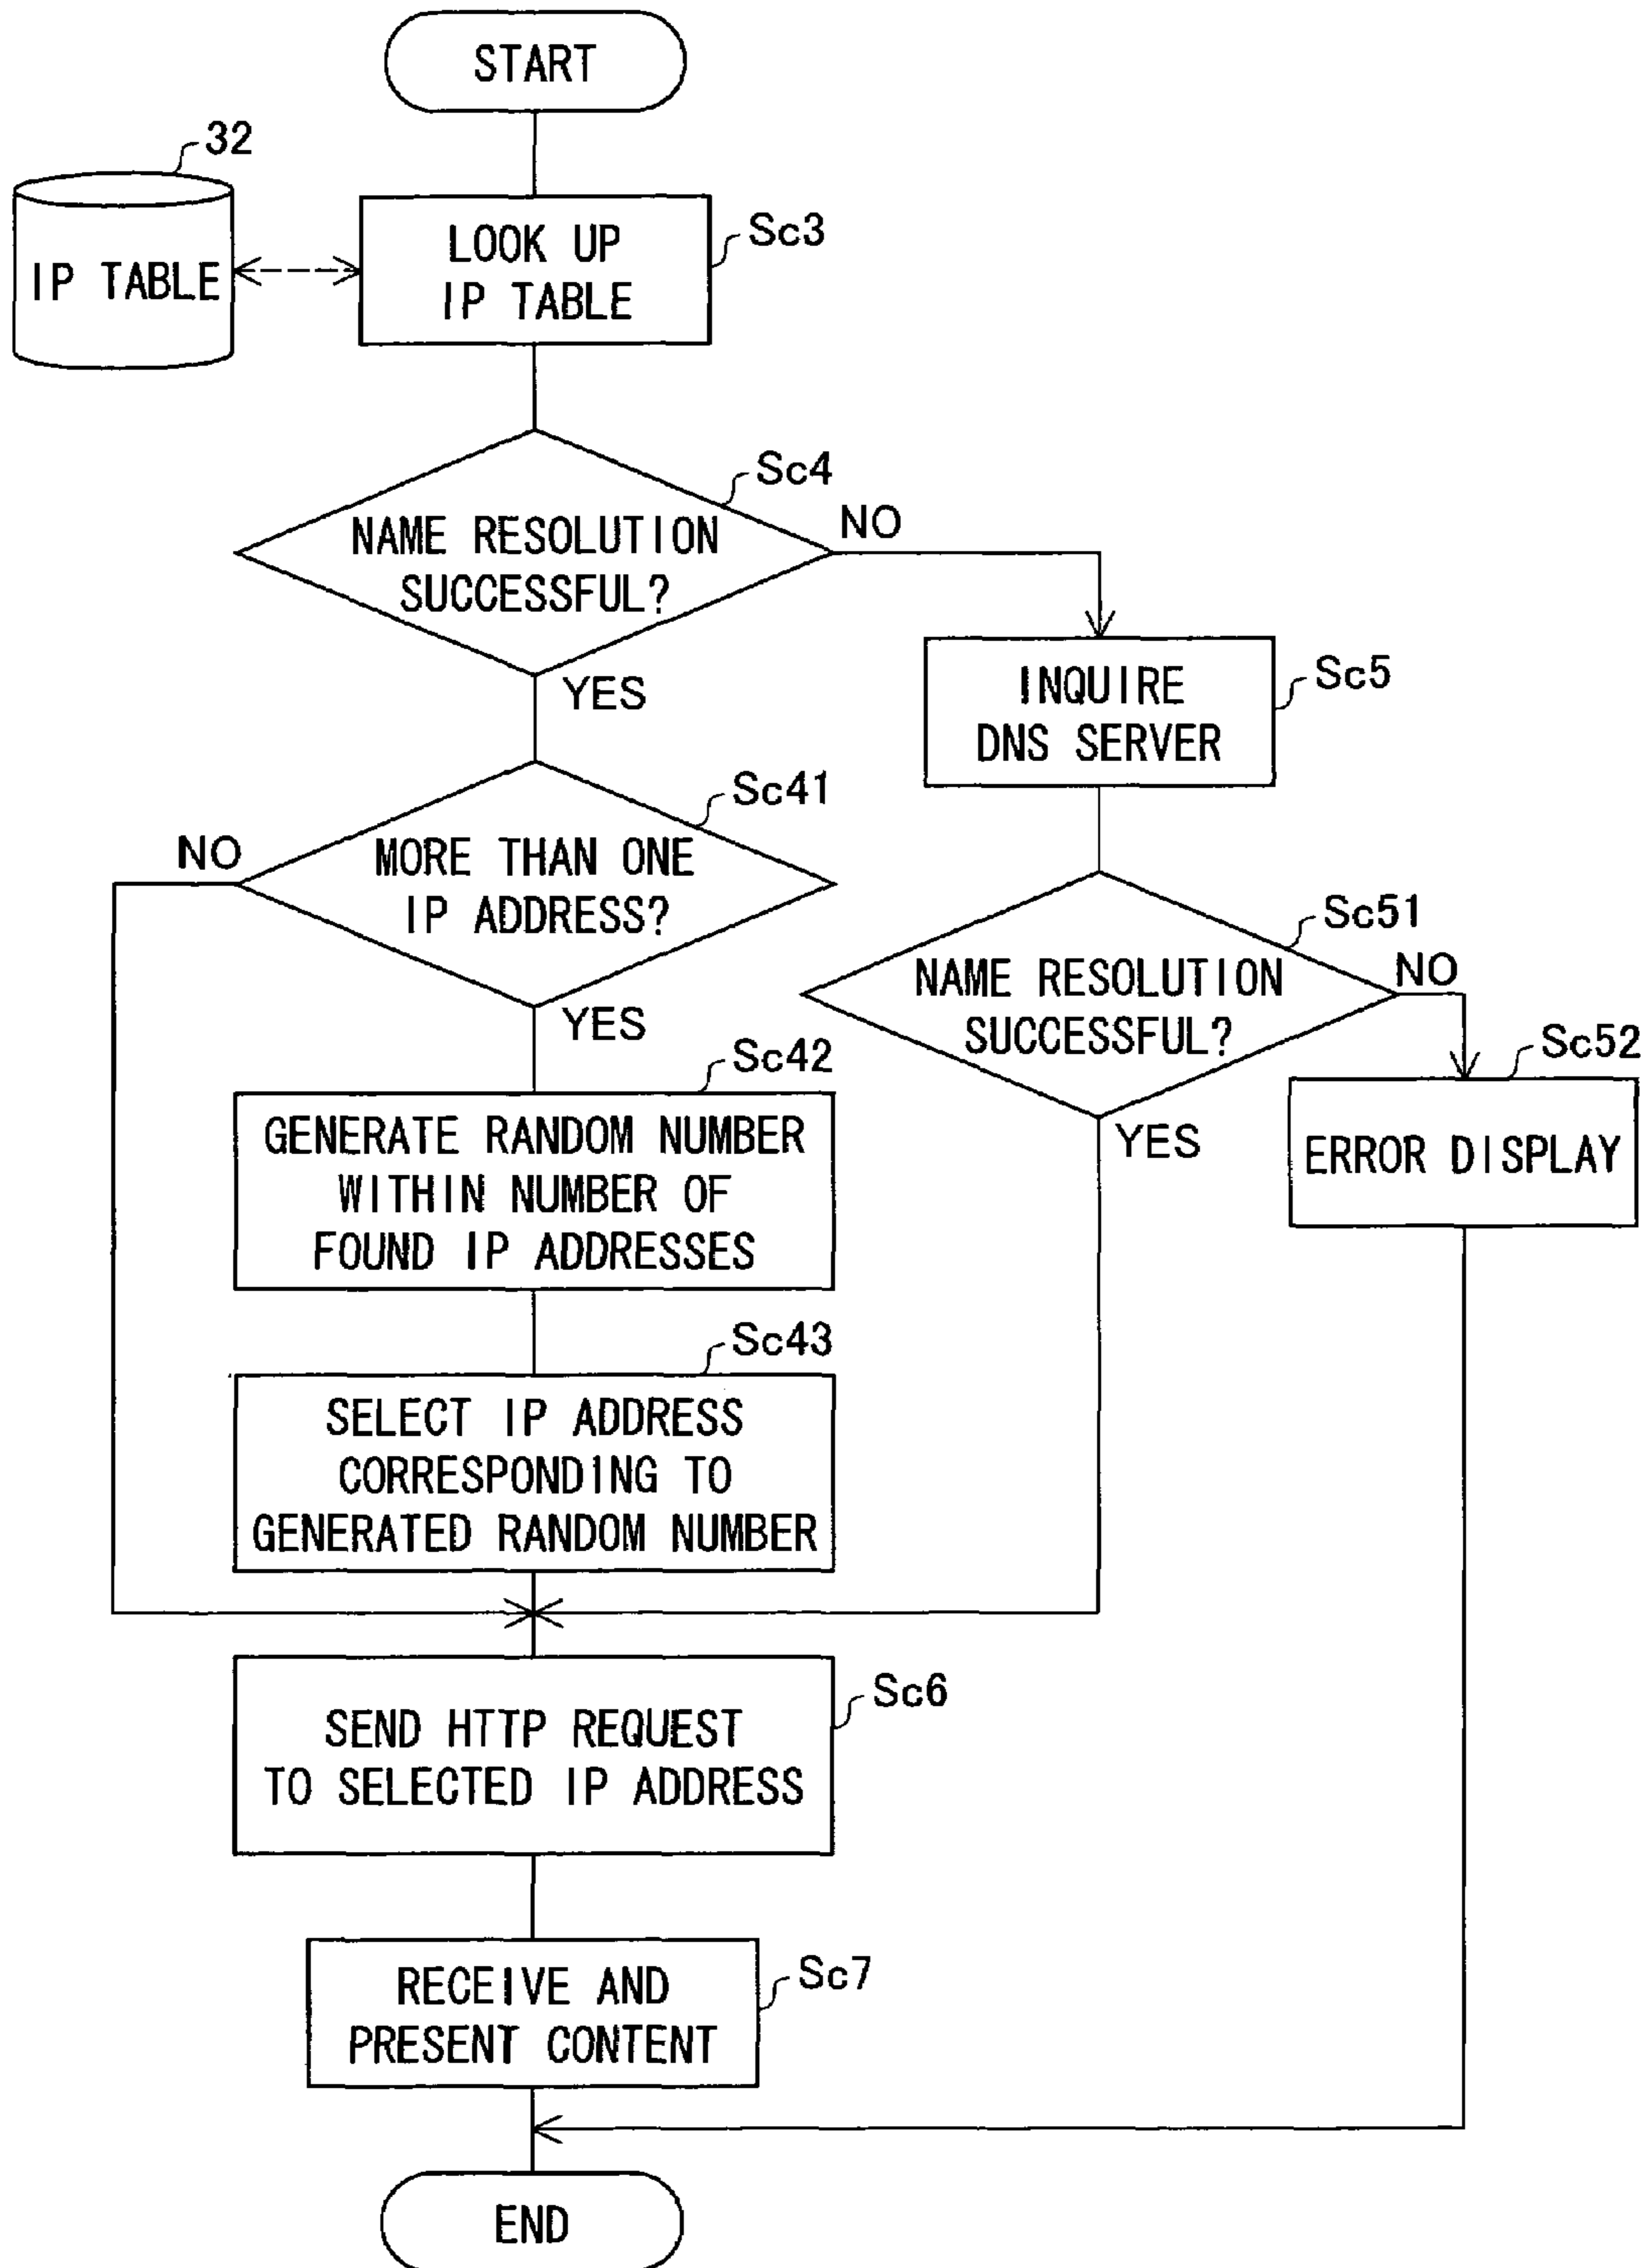 START
32
IP TABLE
LOOK UP
IP TABLE
Sc3
Sc4
NAME RESOLUTION
SUCCESSFUL?
NO
YES
INQUIRE
DNS SERVER
Sc5
Sc41
MORE THAN ONE
IP ADDRESS?
NO
YES
Sc51
NAME RESOLUTION
SUCCESSFUL?
NO
YES
Sc52
ERROR DISPLAY
Sc42
GENERATE RANDOM NUMBER
WITHIN NUMBER OF
FOUND IP ADDRESSES
Sc43
SELECT IP ADDRESS
CORRESPONDING TO
GENERATED RANDOM NUMBER
Sc6
SEND HTTP REQUEST
TO SELECTED IP ADDRESS
Sc7
RECEIVE AND
PRESENT CONTENT
END